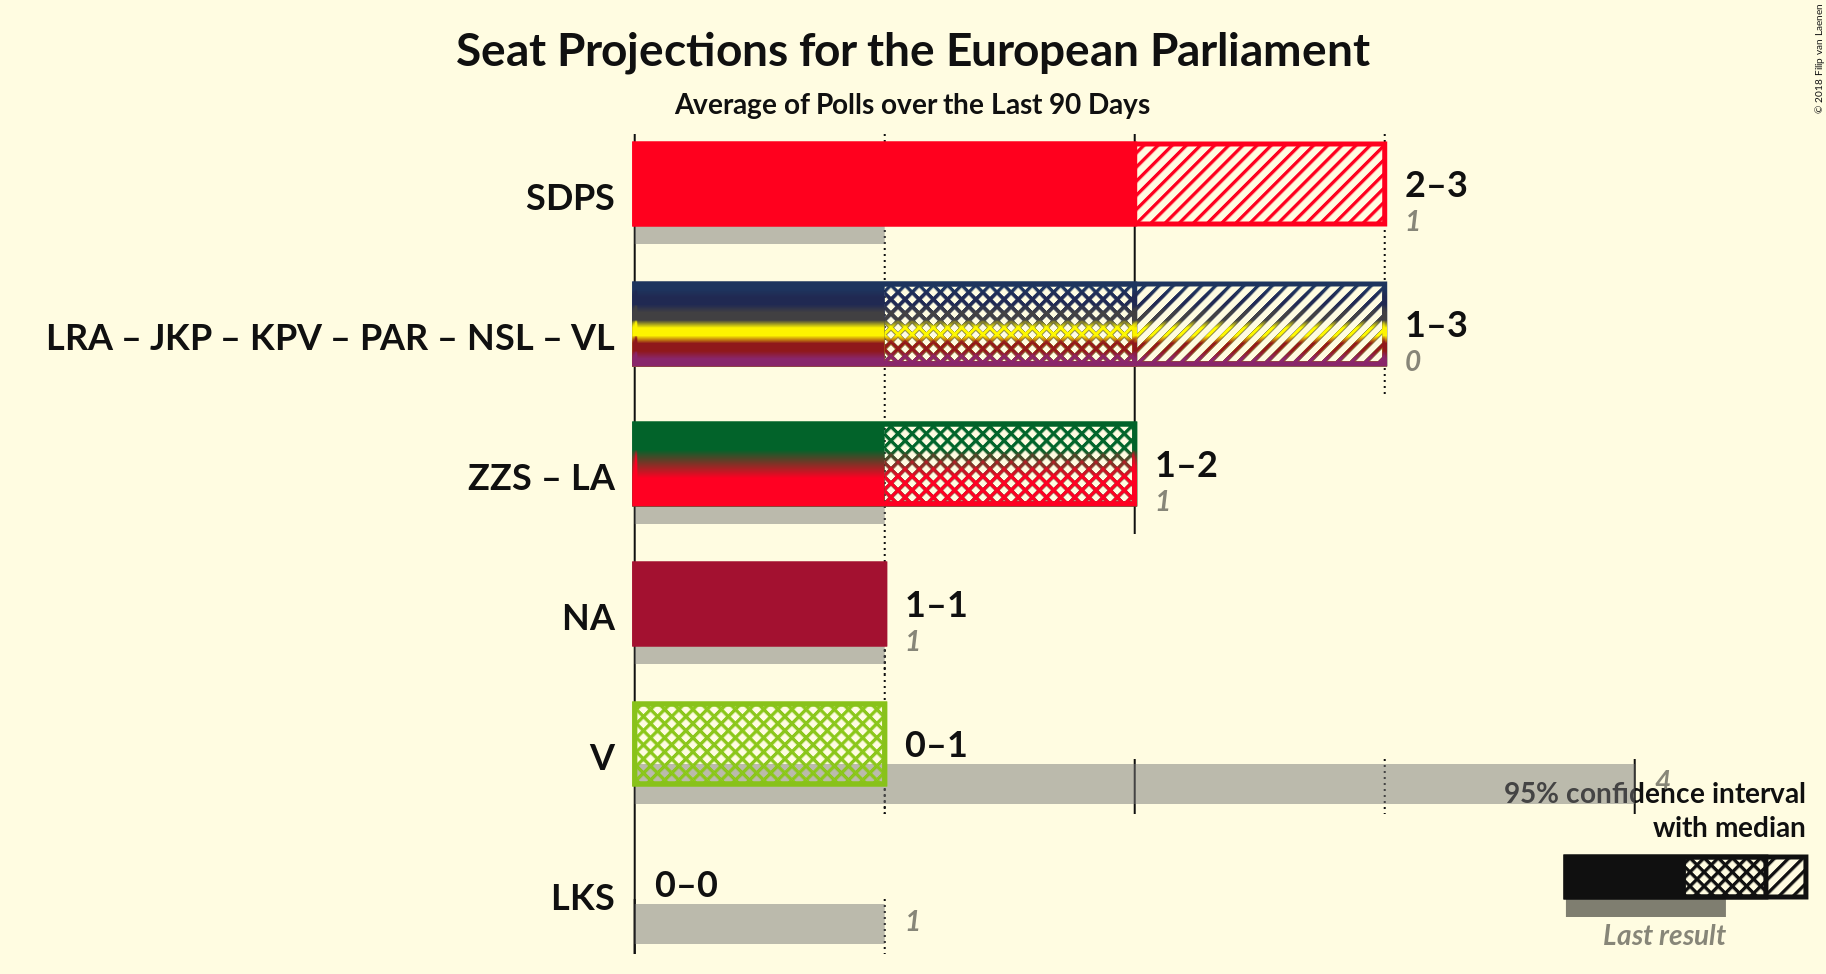 Seat Projections for the European Parliament
Average of Polls over the Last 90 Days
© 2018 Filip van Laenen
SDPS
2–3
1
LRA – JKP – KPV – PAR – NSL – VL
1–3
0
ZZS – LA
1–2
1
NA
1–1
1
V
0–1
4
LKS
0–0
1
95% confidence interval
with median
Last result